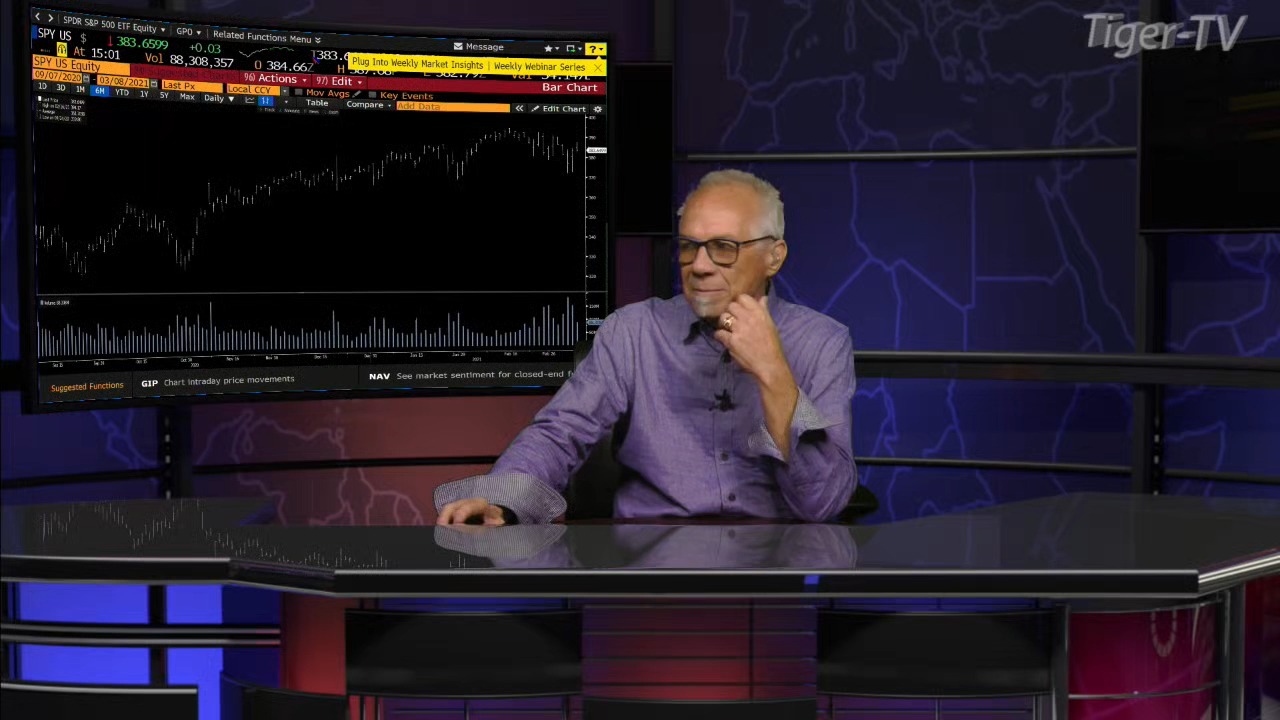 Tiger-TV
SPDR S&P 500 ETF Equity GPO Related Functions Menu
SPY US $ ↓383.6599 +0.03
Message
At 15:01 Vol 88,308,357 O 384.66
Plug Into Weekly Market Insights | Weekly Webinar Series
SPY US Equity
96) Actions 97) Edit
Bar Chart
09/07/2020 03/08/2021 Last Px Local CCY Mov Avgs Key Events
1D 3D 1M 6M YTD 1Y 5Y Max Daily Table Compare Add Data « Edit Chart
Suggested Functions GIP Chart intraday price movements NAV See market sentiment for closed-end